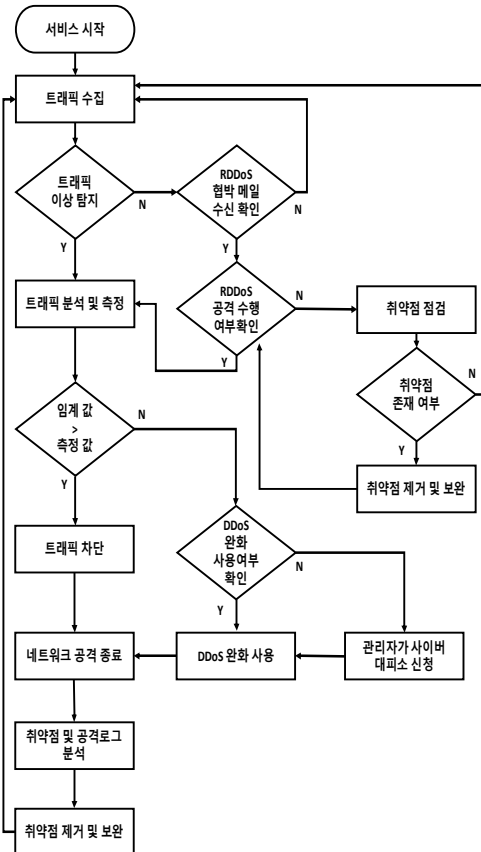 서비스 시작
트래픽 수집
트래픽
이상 탐지
N
Y
RDDoS
협박 메일
수신 확인
N
Y
트래픽 분석 및 측정
RDDoS
공격 수행
여부확인
N
Y
취약점 점검
취약점
존재 여부
N
Y
취약점 제거 및 보완
임계 값
>
측정 값
N
Y
트래픽 차단
DDoS
완화
사용여부
확인
N
Y
네트워크 공격 종료
DDoS 완화 사용
관리자가 사이버
대피소 신청
취약점 및 공격로그
분석
취약점 제거 및 보완